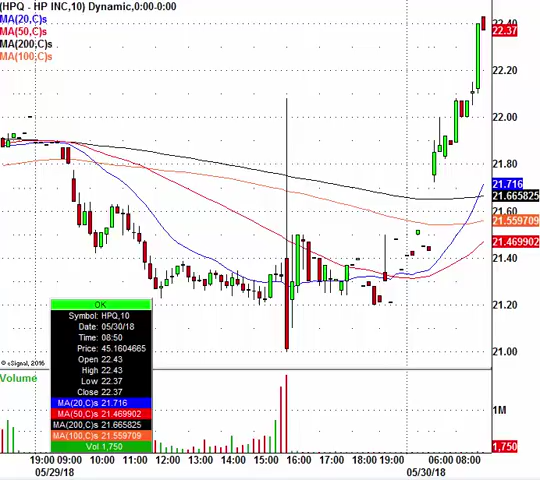 (HPQ - HP INC,10) Dynamic,0:00-0:00
MA(20,C)s
MA(50,C)s
MA(200,C)s
MA(100,C)s
22.40
22.37
22.20
22.00
21.80
21.716
21.665825
21.60
21.559709
21.469902
21.40
21.20
21.00
OK
Symbol: HPQ,10
Date: 05/30/18
Time: 08:50
Price: 45.1604665
Open 22.43
High 22.43
Low 22.37
Close 22.37
MA(20,C)s 21.716
MA(50,C)s 21.469902
MA(200,C)s 21.665825
MA(100,C)s 21.559709
Vol 1,750
© eSignal, 2016
Volume
1M
1,750
19:00 09:00 10:00 11:00 12:00 13:00 14:00 15:00 16:00 17:00 18:00 19:00 06:00 08:00
05/29/18 05/30/18